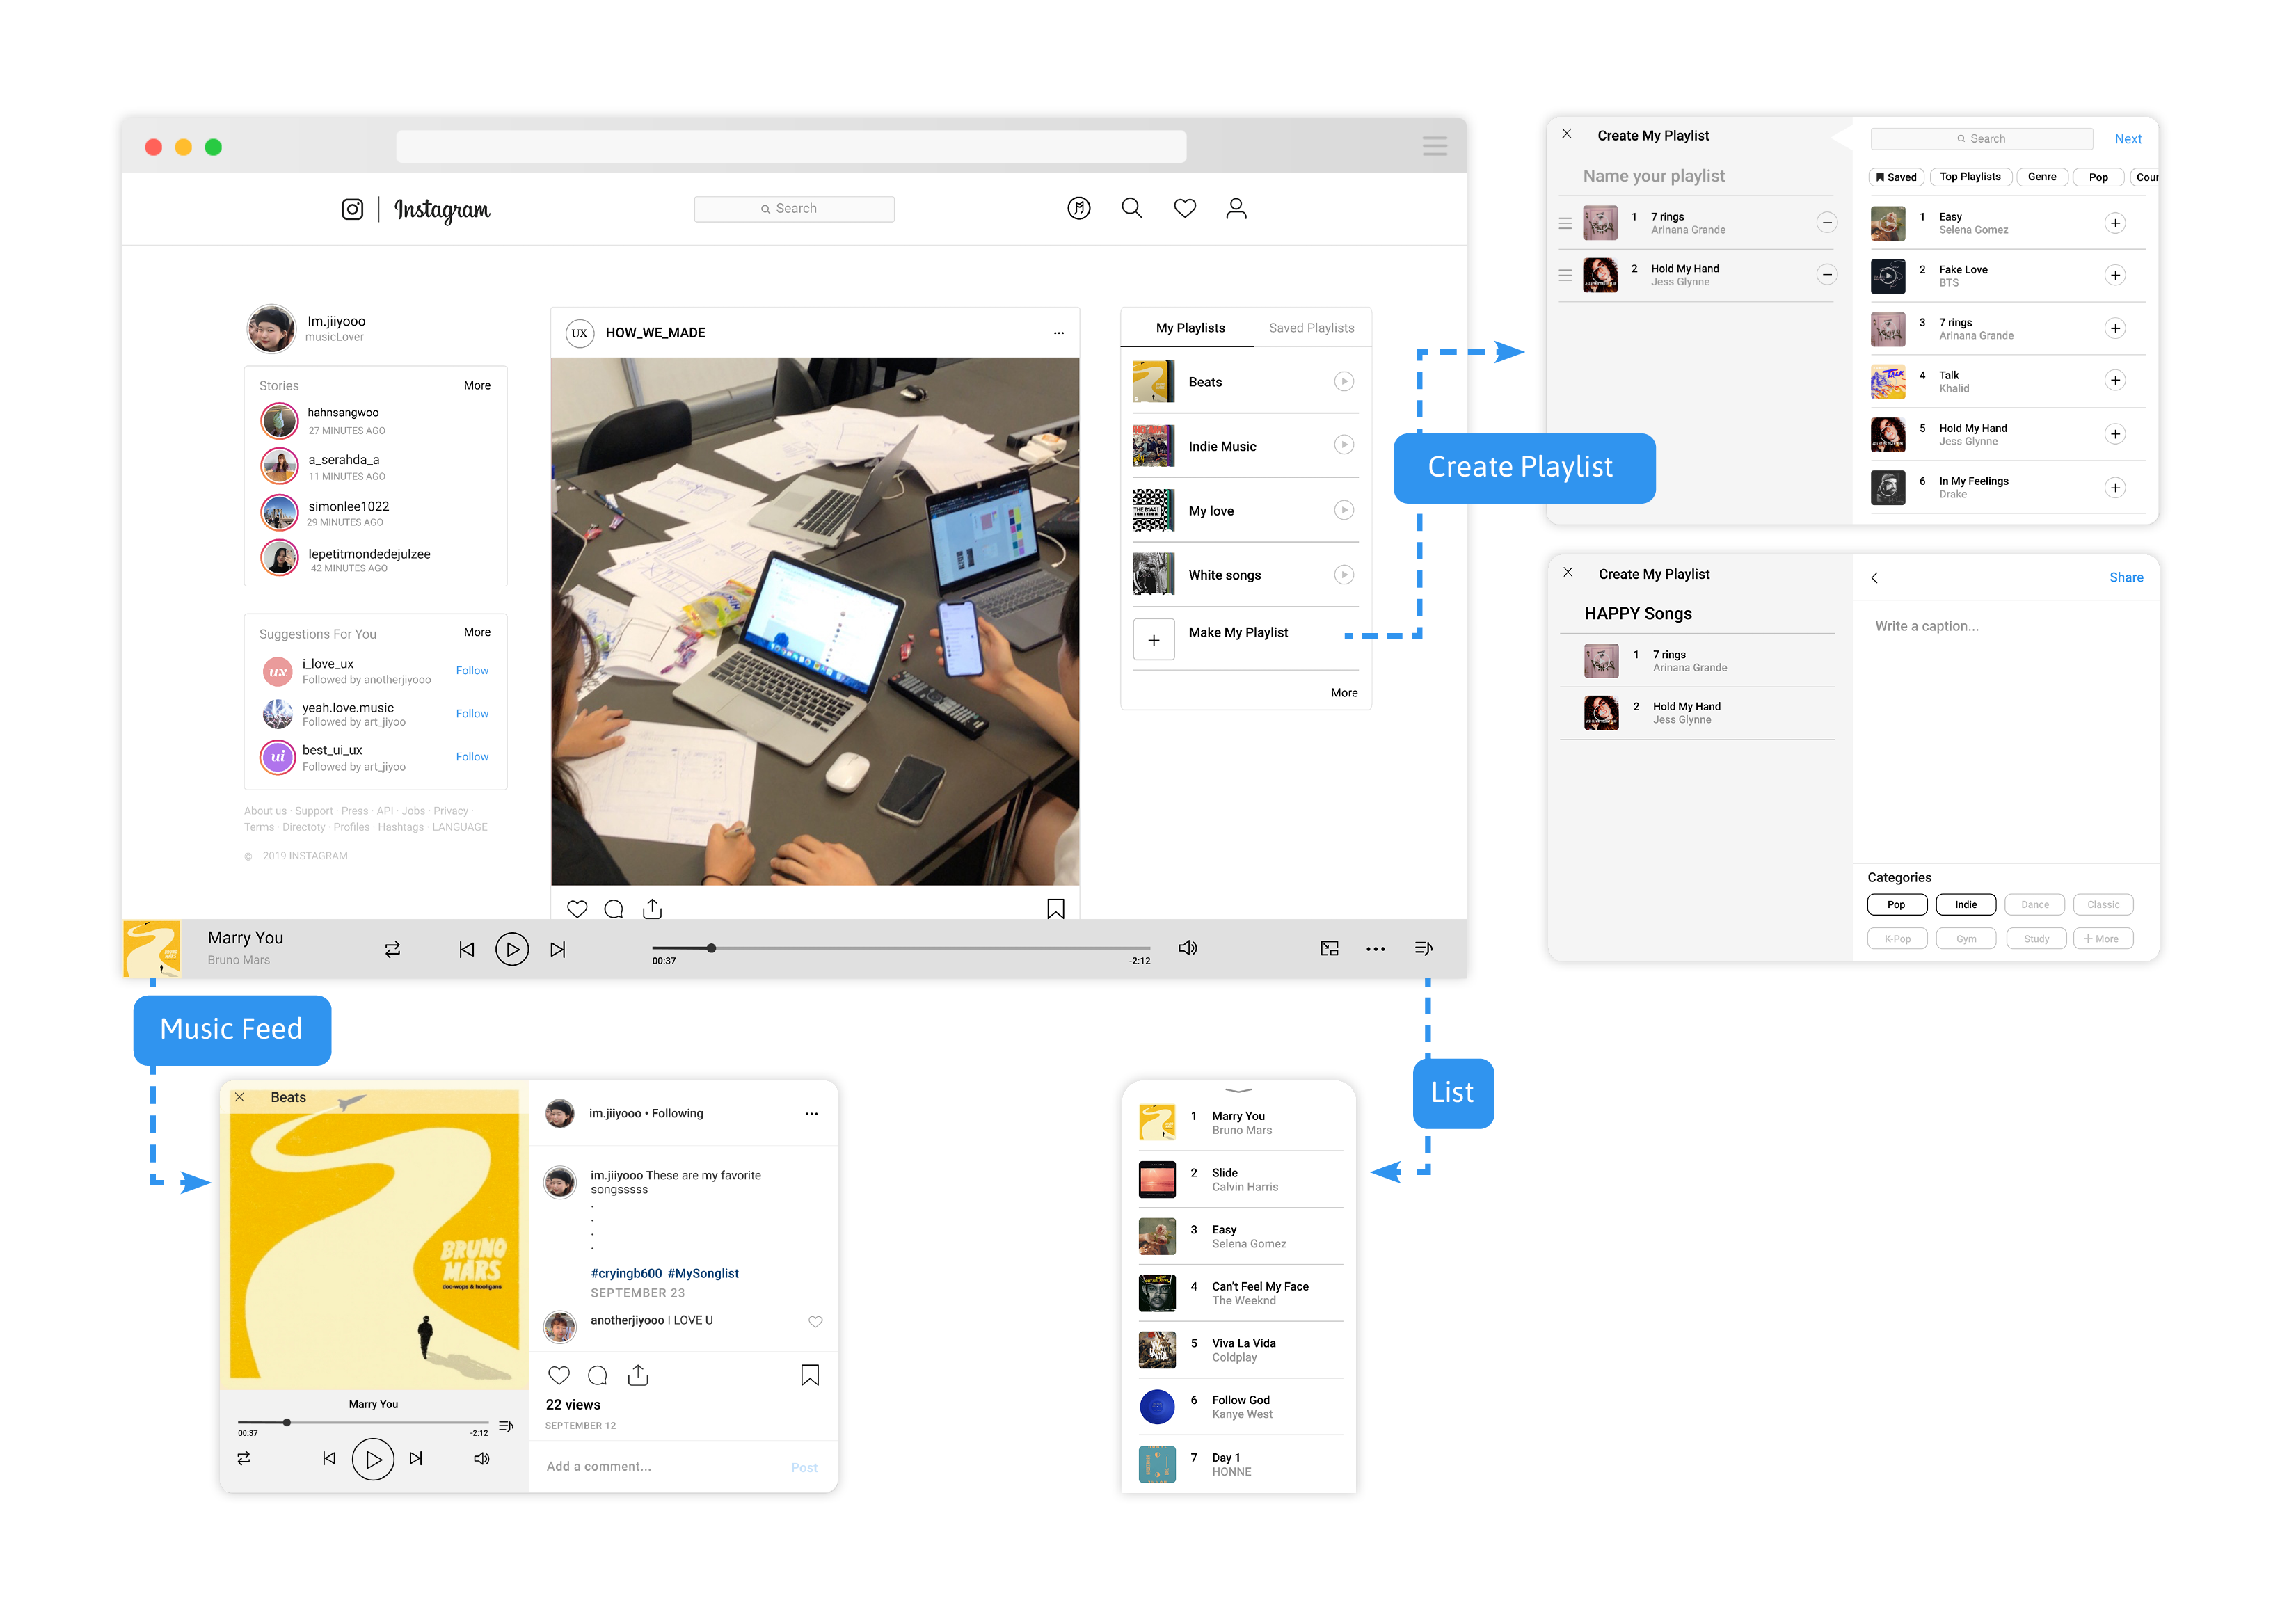 Instagram
Search
Im.jiiyooo
musicLover
Stories
More
hahnsangwoo
27 MINUTES AGO
a_serahda_a
11 MINUTES AGO
simonlee1022
29 MINUTES AGO
lepetitmondedejulzee
42 MINUTES AGO
Suggestions For You
More
ux
i_love_ux
Followed by anotherjiyooo
Follow
yeah.love.music
Followed by art_jiyoo
Follow
ui
best_ui_ux
Followed by art_jiyoo
Follow
About us · Support · Press · API · Jobs · Privacy ·
Terms · Directoty · Profiles · Hashtags · LANGUAGE
© 2019 INSTAGRAM
UX
HOW_WE_MADE
My Playlists
Saved Playlists
Beats
Indie Music
My love
White songs
Make My Playlist
More
Marry You
Bruno Mars
00:37
-2:12
Create Playlist
Create My Playlist
Name your playlist
1 7 rings
Arinana Grande
2 Hold My Hand
Jess Glynne
Search
Next
Saved
Top Playlists
Genre
Pop
Cour
1 Easy
Selena Gomez
2 Fake Love
BTS
3 7 rings
Arinana Grande
4 Talk
Khalid
5 Hold My Hand
Jess Glynne
6 In My Feelings
Drake
Create My Playlist
HAPPY Songs
1 7 rings
Arinana Grande
2 Hold My Hand
Jess Glynne
Share
Write a caption...
Categories
Pop
Indie
Dance
Classic
K-Pop
Gym
Study
+ More
Music Feed
Beats
BRUNO
MARS
doo-wops & hooligans
Marry You
00:37
-2:12
im.jiiyooo • Following
im.jiiyooo These are my favorite
songsssss
.
.
.
.
#cryingb600 #MySonglist
SEPTEMBER 23
anotherjiyooo I LOVE U
22 views
SEPTEMBER 12
Add a comment...
Post
List
1 Marry You
Bruno Mars
2 Slide
Calvin Harris
3 Easy
Selena Gomez
4 Can't Feel My Face
The Weeknd
5 Viva La Vida
Coldplay
6 Follow God
Kanye West
7 Day 1
HONNE